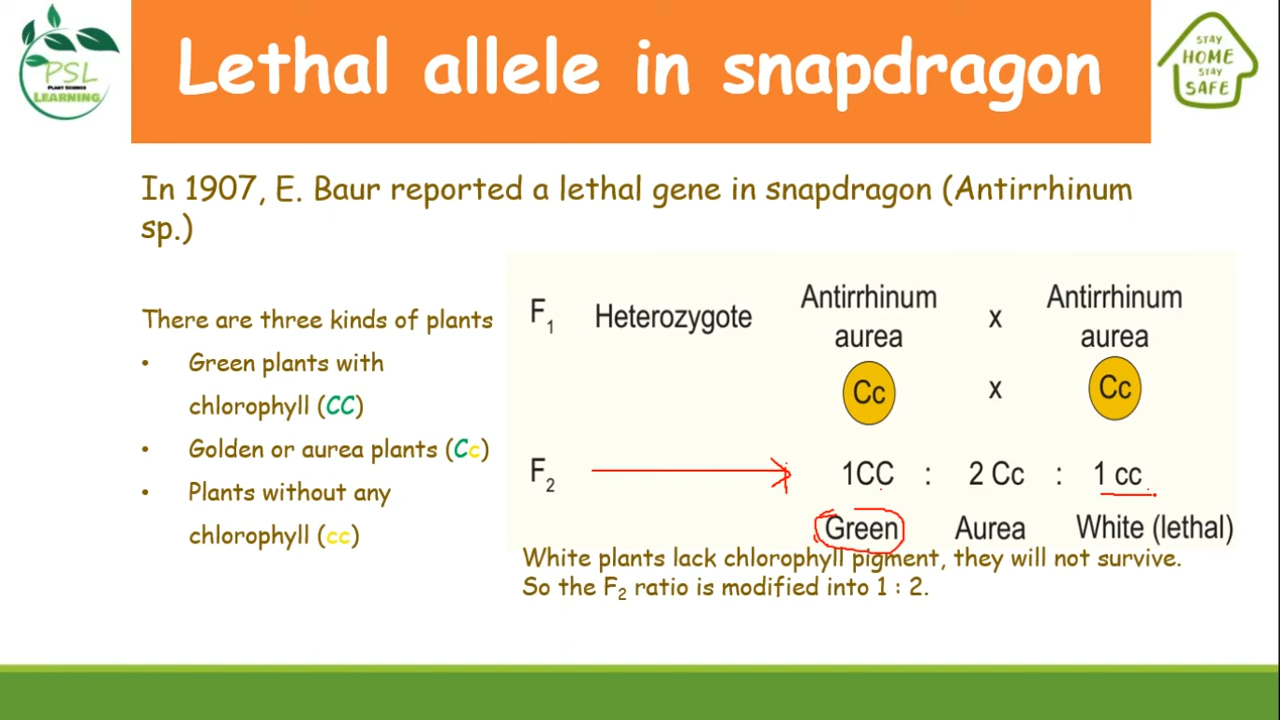 PSL
PLANT SCIENCE
LEARNING
Lethal allele in snapdragon
STAY
HOME
STAY
SAFE
In 1907, E. Baur reported a lethal gene in snapdragon (Antirrhinum
sp.)
There are three kinds of plants
• Green plants with
chlorophyll (CC)
• Golden or aurea plants (Cc)
• Plants without any
chlorophyll (cc)
F1 Heterozygote Antirrhinum x Antirrhinum
aurea aurea
Cc x Cc
F2 1CC : 2 Cc : 1 cc
Green Aurea White (lethal)
White plants lack chlorophyll pigment, they will not survive.
So the F2 ratio is modified into 1 : 2.